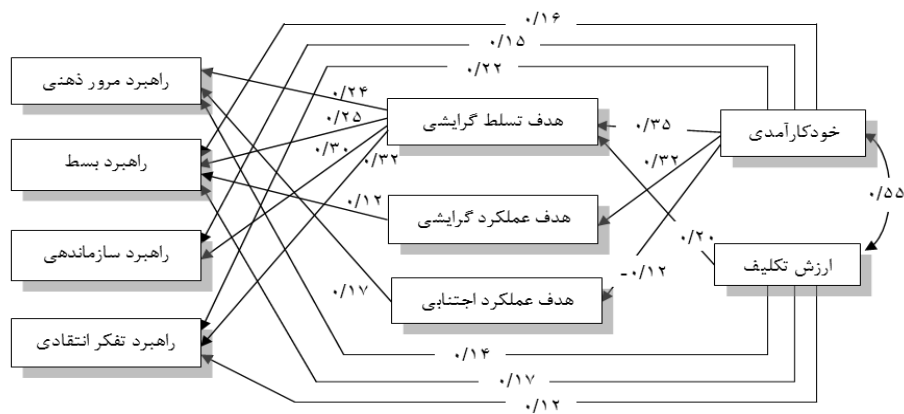 ۰/۱۶
۰/۱۵
۰/۲۲
خودکارآمدی
ارزش تکلیف
۰/۵۵
۰/۳۵
۰/۳۲
۰/۲۰
-۰/۱۲
هدف تسلط گرایشی
هدف عملکرد گرایشی
هدف عملکرد اجتنابی
۰/۲۴
۰/۲۵
۰/۳۰
۰/۳۲
۰/۱۲
۰/۱۷
راهبرد مرور ذهنی
راهبرد بسط
راهبرد سازماندهی
راهبرد تفکر انتقادی
۰/۱۴
۰/۱۷
۰/۱۲